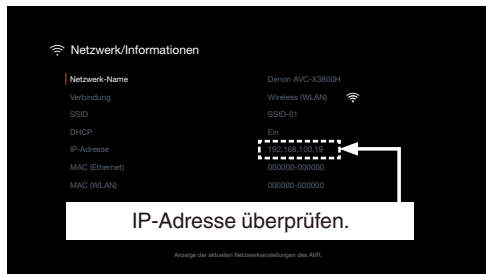 Netzwerk/Informationen
Netzwerk-Name Denon AVC-X3800H
Verbindung Wireless (WLAN)
SSID SSID-01
DHCP Ein
IP-Adresse 192.168.100.19
MAC (Ethernet) 000000-000000
MAC (WLAN) 000000-000000
IP-Adresse überprüfen.
Anzeige der aktuellen Netzwerkeinstellungen des AVR.